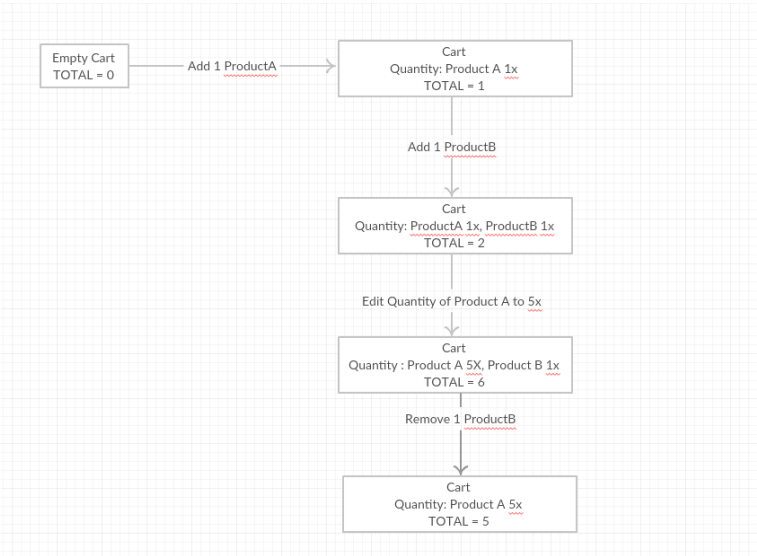 Empty Cart
TOTAL = 0
Add 1 ProductA
Cart
Quantity: Product A 1x
TOTAL = 1
Add 1 ProductB
Cart
Quantity: ProductA 1x, ProductB 1x
TOTAL = 2
Edit Quantity of Product A to 5x
Cart
Quantity : Product A 5X, Product B 1x
TOTAL = 6
Remove 1 ProductB
Cart
Quantity: Product A 5x
TOTAL = 5